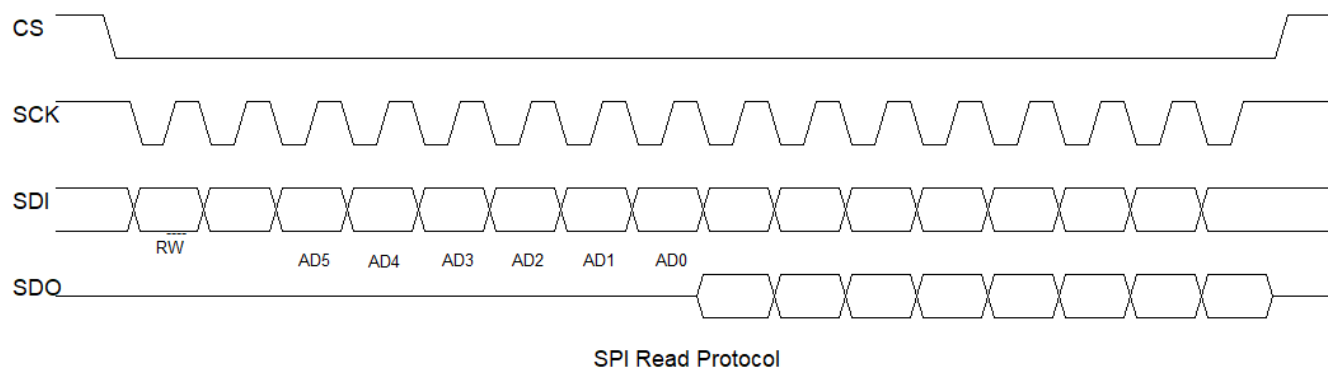 CS
SCK
SDI
RW
AD5 AD4 AD3 AD2 AD1 AD0
SDO
SPI Read Protocol